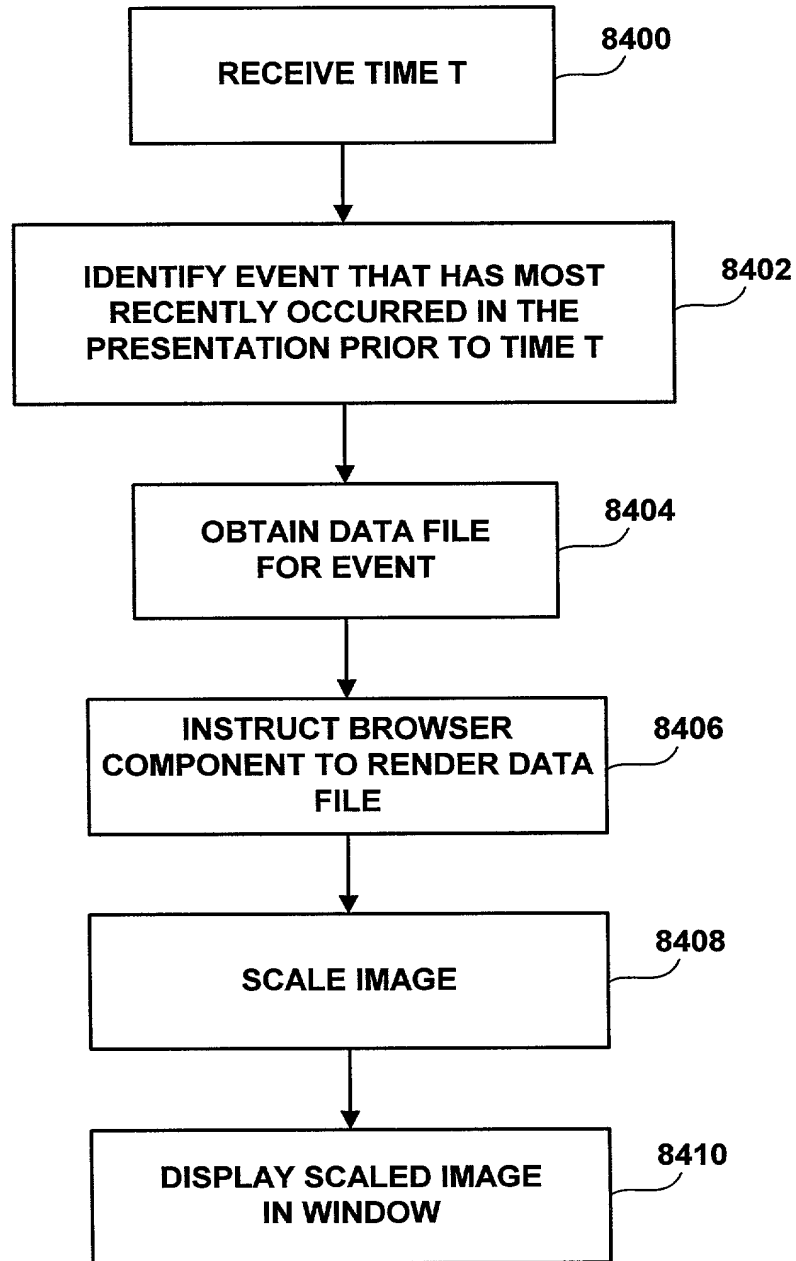 8400
RECEIVE TIME T
8402
IDENTIFY EVENT THAT HAS MOST
RECENTLY OCCURRED IN THE
PRESENTATION PRIOR TO TIME T
8404
OBTAIN DATA FILE
FOR EVENT
8406
INSTRUCT BROWSER
COMPONENT TO RENDER DATA
FILE
8408
SCALE IMAGE
8410
DISPLAY SCALED IMAGE
IN WINDOW